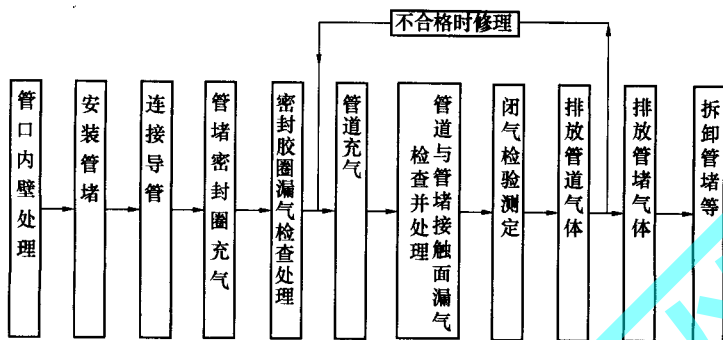 不合格时修理
管口内壁处理
安装管堵
连接导管
管堵密封圈充气
密封胶圈漏气检查处理
管道充气
管道与管堵接触面漏气
检查并处理
闭气检验测定
排放管道气体
排放管堵气体
拆卸管堵等